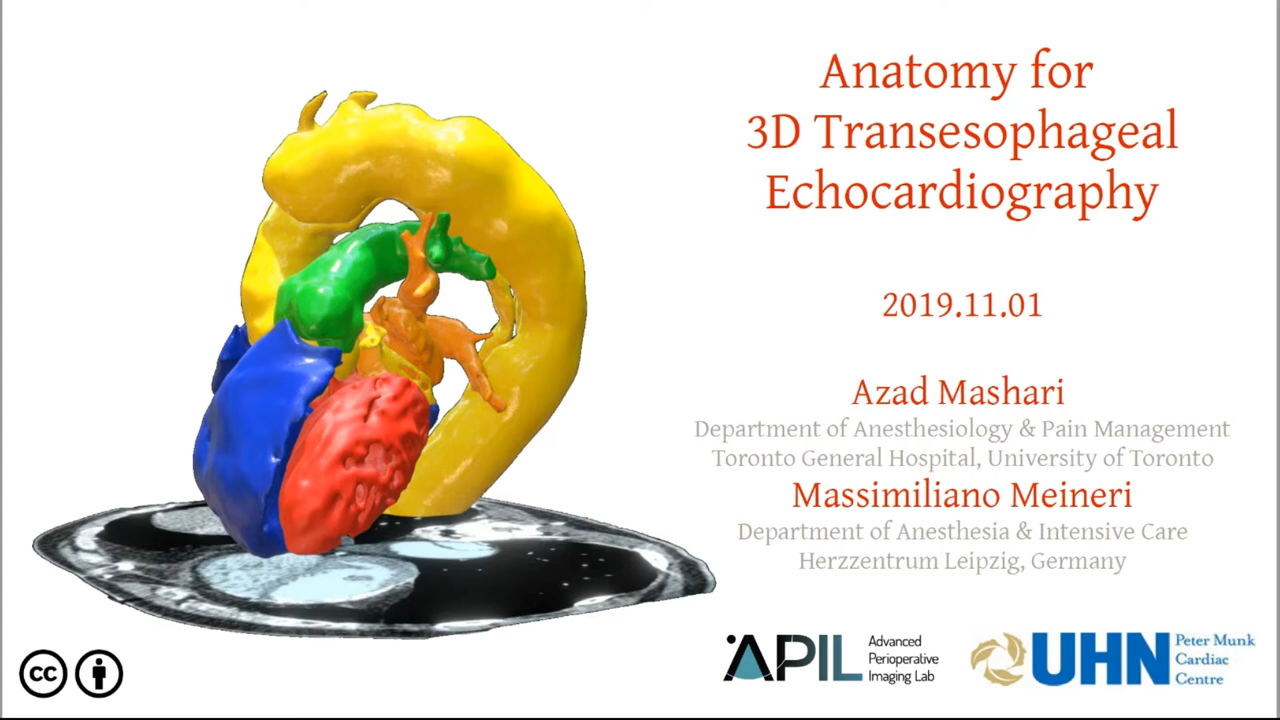 Anatomy for
3D Transesophageal
Echocardiography
2019.11.01
Azad Mashari
Department of Anesthesiology & Pain Management
Toronto General Hospital, University of Toronto
Massimiliano Meineri
Department of Anesthesia & Intensive Care
Herzzentrum Leipzig, Germany
cc
APIL
Advanced
Perioperative
Imaging Lab
UHN
Peter Munk
Cardiac
Centre